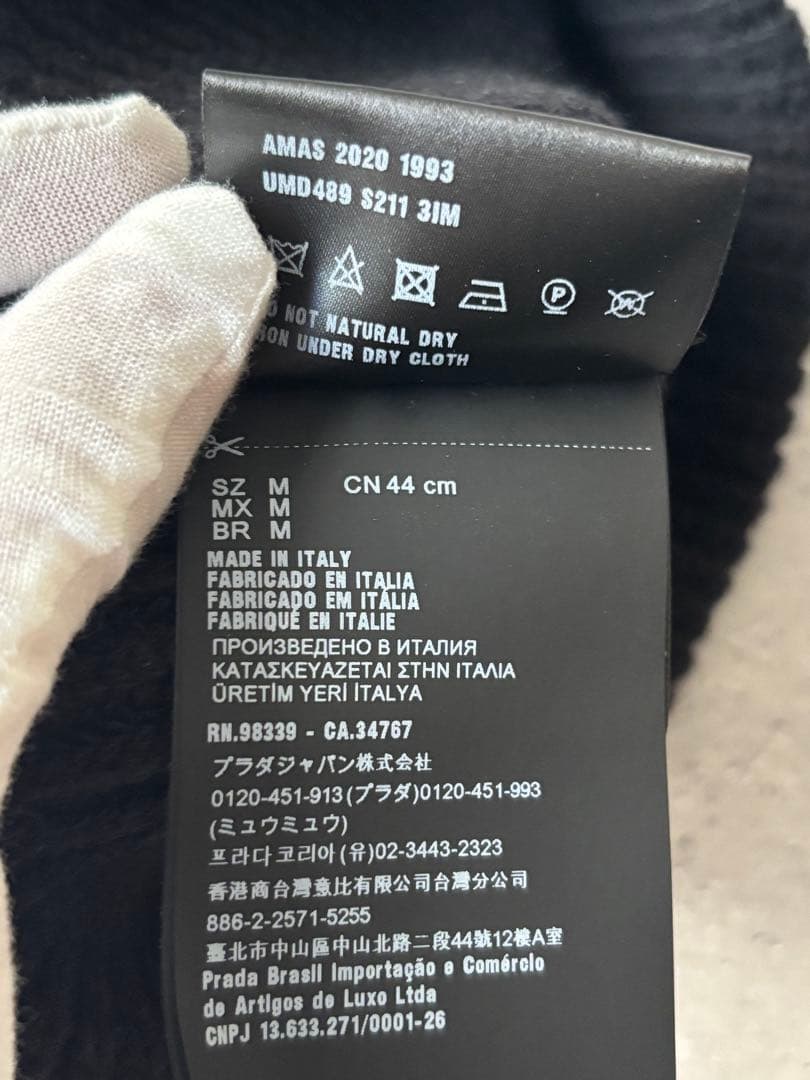 AMAS 2020 1993
UMD489 S211 3IM
NOT NATURAL DRY
UNDER DRY CLOTH
SZ M CN 44 cm
MX M
BR M
MADE IN ITALY
FABRICADO EN ITALIA
FABRICADO EM ITÁLIA
FABRIQUÉ EN ITALIE
ПРОИЗВЕДЕНО В ИТАЛИЯ
ΚΑΤΑΣΚΕΥΑΖΕΤΑΙ ΣΤΗΝ ΙΤΑΛΙΑ
ÜRETİM YERİ İTALYA
RN.98339 - CA.34767
プラダジャパン株式会社
0120-451-913(プラダ)0120-451-993
(ミュウミュウ)
프라다코리아(유)02-3443-2323
香港商台灣意比有限公司台灣分公司
886-2-2571-5255
臺北市中山區中山北路二段44號12樓A室
Prada Brasil Importação e Comércio
de Artigos de Luxo Ltda
CNPJ 13.633.271/0001-26